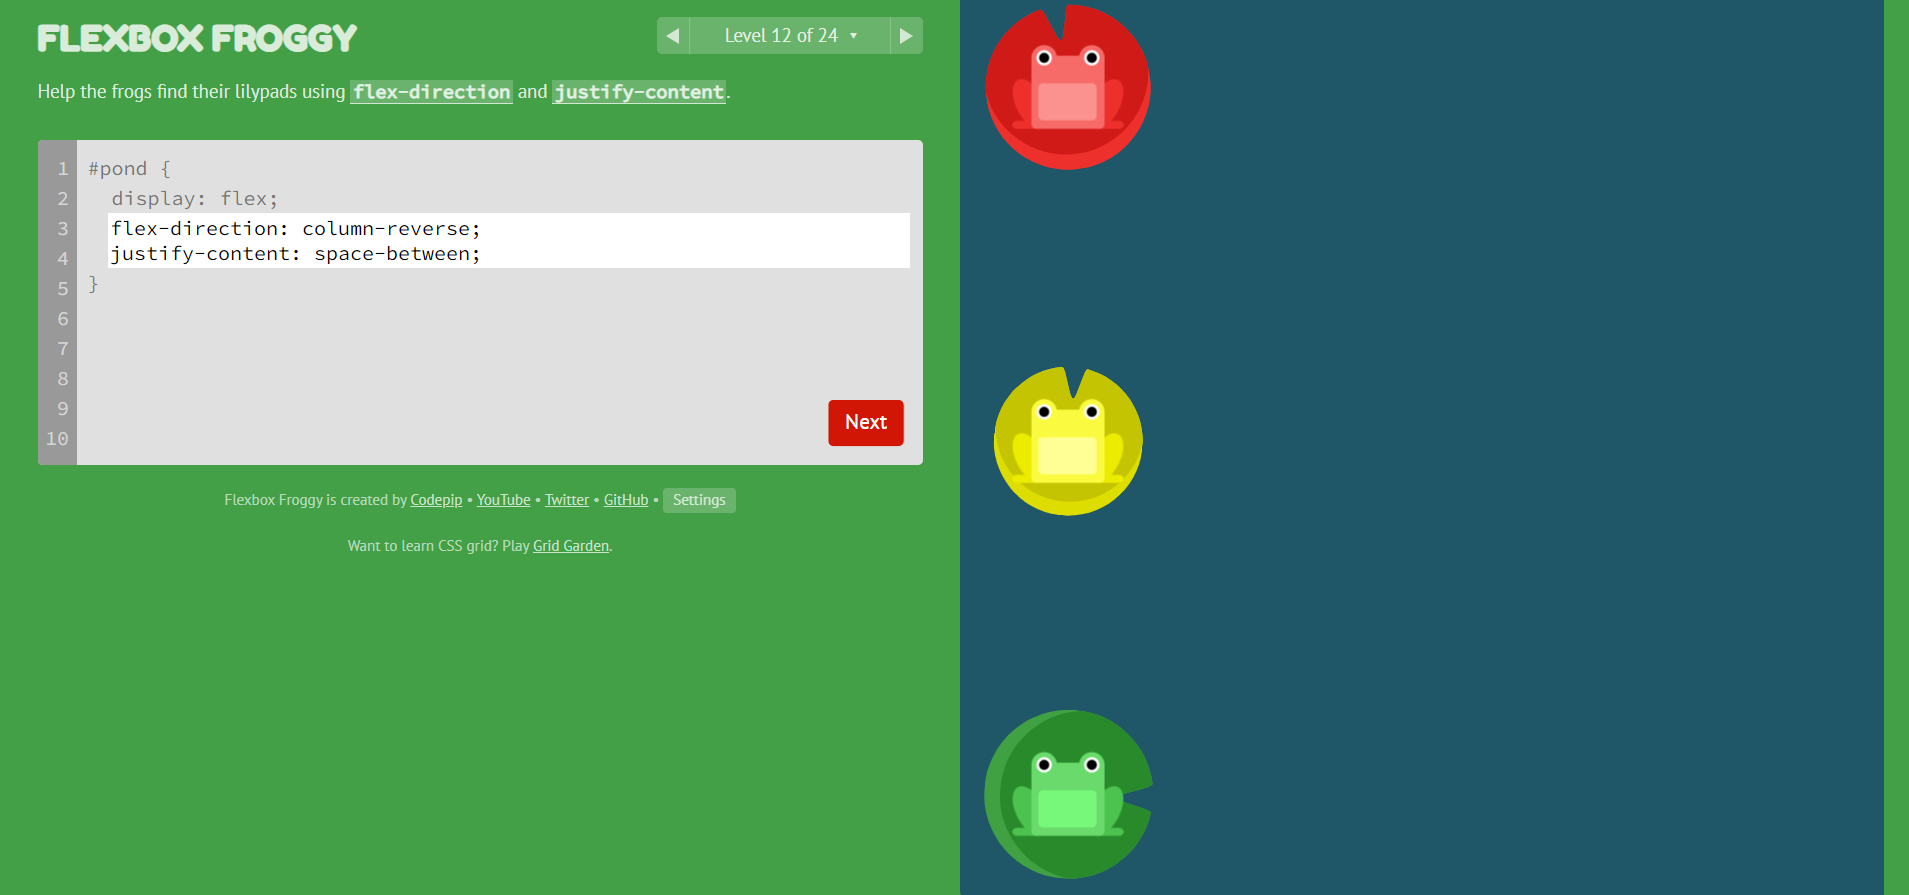 FLEXBOX FROGGY
◀ Level 12 of 24 ▼ ▶
Help the frogs find their lilypads using flex-direction and justify-content.
1 #pond {
2 display: flex;
3 flex-direction: column-reverse;
4 justify-content: space-between;
5 }
6
7
8
9
10
Next
Flexbox Froggy is created by Codepip • YouTube • Twitter • GitHub • Settings
Want to learn CSS grid? Play Grid Garden.